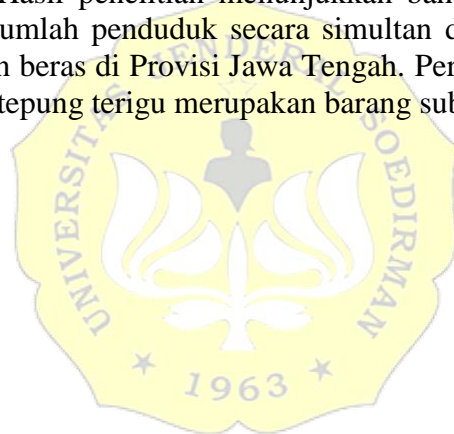 Hasil penelitian menunjukkan bah
umlah penduduk secara simultan d
n beras di Provisi Jawa Tengah. Per
tepung terigu merupakan barang sub
UNIVERSITAS JENDERAL SOEDIRMAN
1963